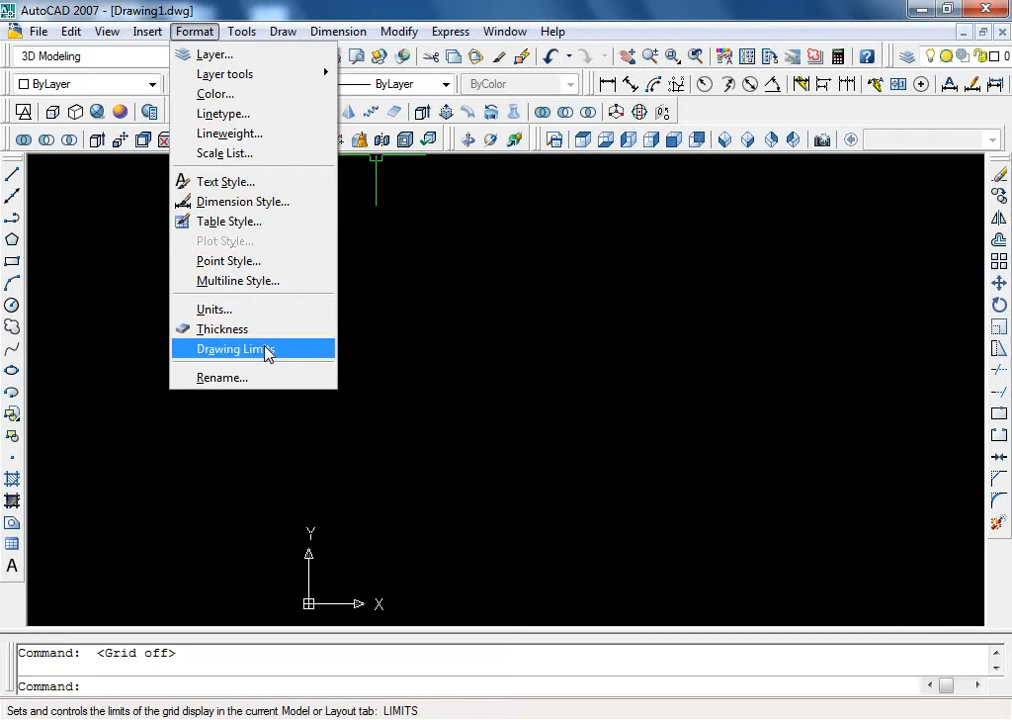 AutoCAD 2007 - [Drawing1.dwg]
File Edit View Insert Format Tools Draw Dimension Modify Express Window Help
3D Modeling
ByLayer
ByLayer
ByColor
Layer...
Layer tools
Color...
Linetype...
Lineweight...
Scale List...
Text Style...
Dimension Style...
Table Style...
Plot Style...
Point Style...
Multiline Style...
Units...
Thickness
Drawing Limits
Rename...
Y
X
A
Command: <Grid off>
Command:
Sets and controls the limits of the grid display in the current Model or Layout tab: LIMITS